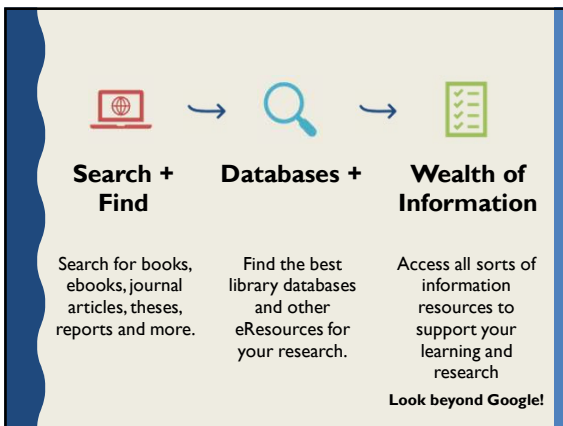 Search +
Find
Search for books,
ebooks, journal
articles, theses,
reports and more.
Databases +
Find the best
library databases
and other
eResources for
your research.
Wealth of
Information
Access all sorts of
information
resources to
support your
learning and
research
Look beyond Google!